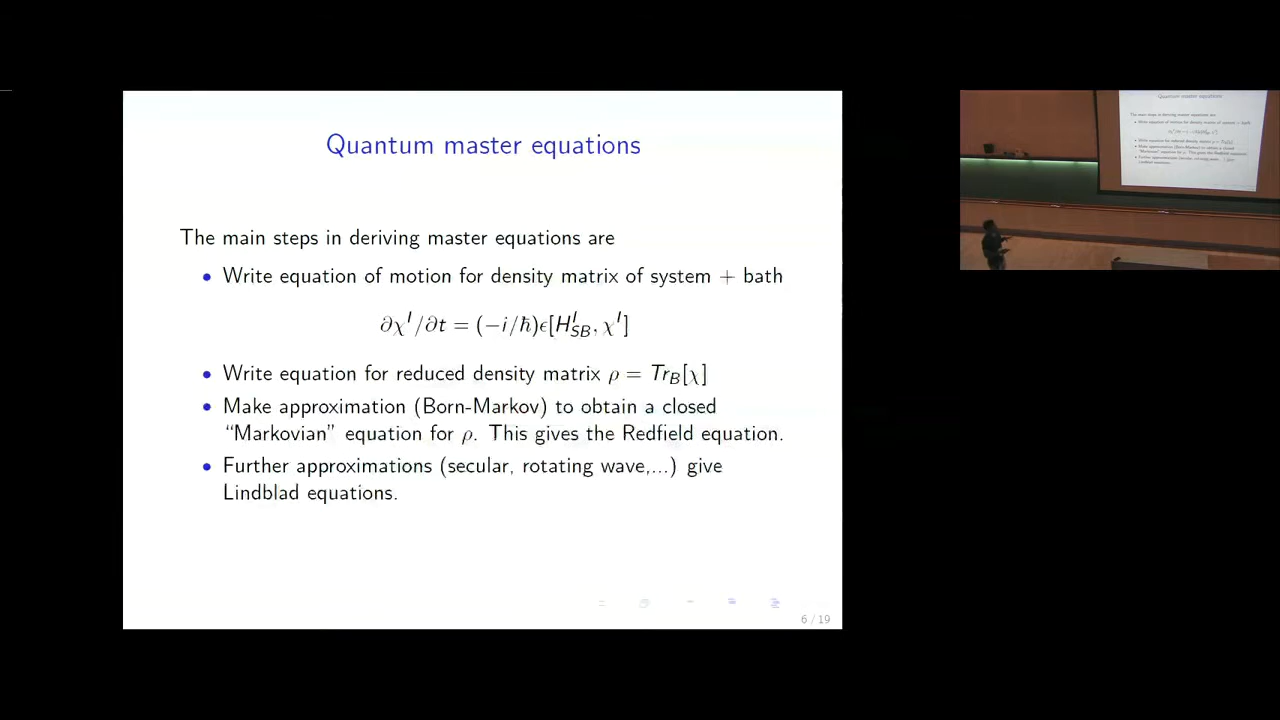 Quantum master equations
The main steps in deriving master equations are
• Write equation of motion for density matrix of system + bath
∂χ^I/∂t = (−i/ħ)ϵ[H^I_SB, χ^I]
• Write equation for reduced density matrix ρ = Tr_B[χ]
• Make approximation (Born-Markov) to obtain a closed
“Markovian” equation for ρ. This gives the Redfield equation.
• Further approximations (secular, rotating wave,...) give
Lindblad equations.
6 / 19